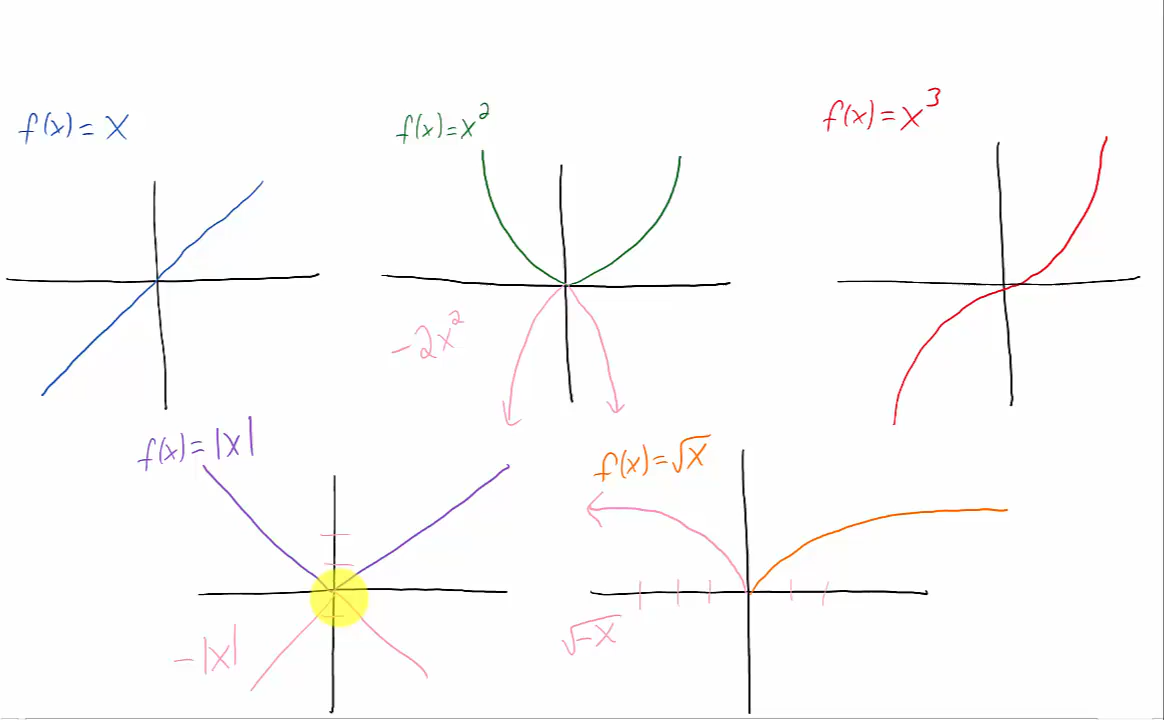 f(x) = x
f(x) = x²
f(x) = x³
-2x²
f(x) = |x|
f(x) = √x
-|x|
√-x